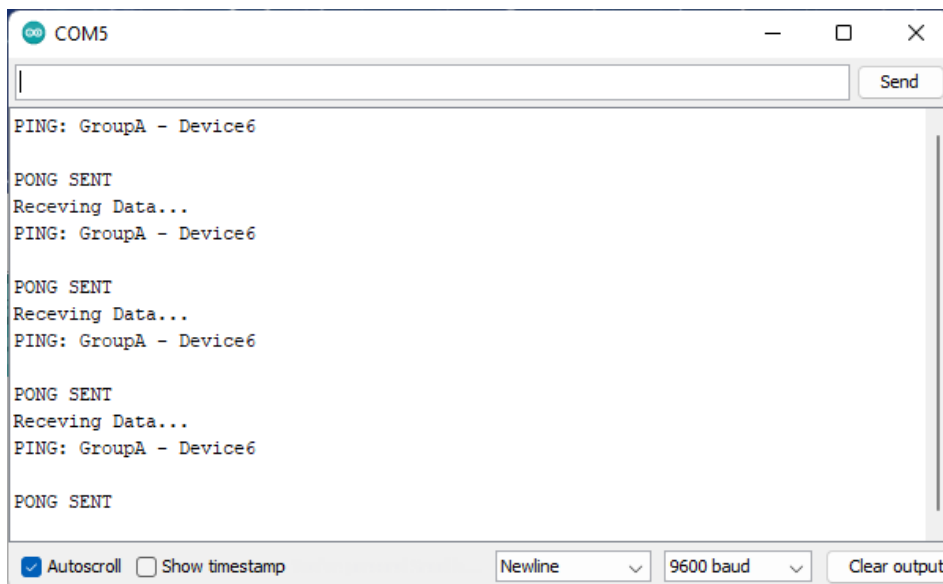 COM5
Send
PING: GroupA - Device6
PONG SENT
Receving Data...
PING: GroupA - Device6
PONG SENT
Receving Data...
PING: GroupA - Device6
PONG SENT
Receving Data...
PING: GroupA - Device6
PONG SENT
Autoscroll Show timestamp Newline 9600 baud Clear output